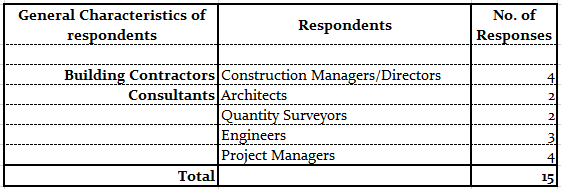 General Characteristics of respondents Respondents No. of Responses
Building Contractors Construction Managers/Directors 4
Consultants Architects 2
Quantity Surveyors 2
Engineers 3
Project Managers 4
Total 15